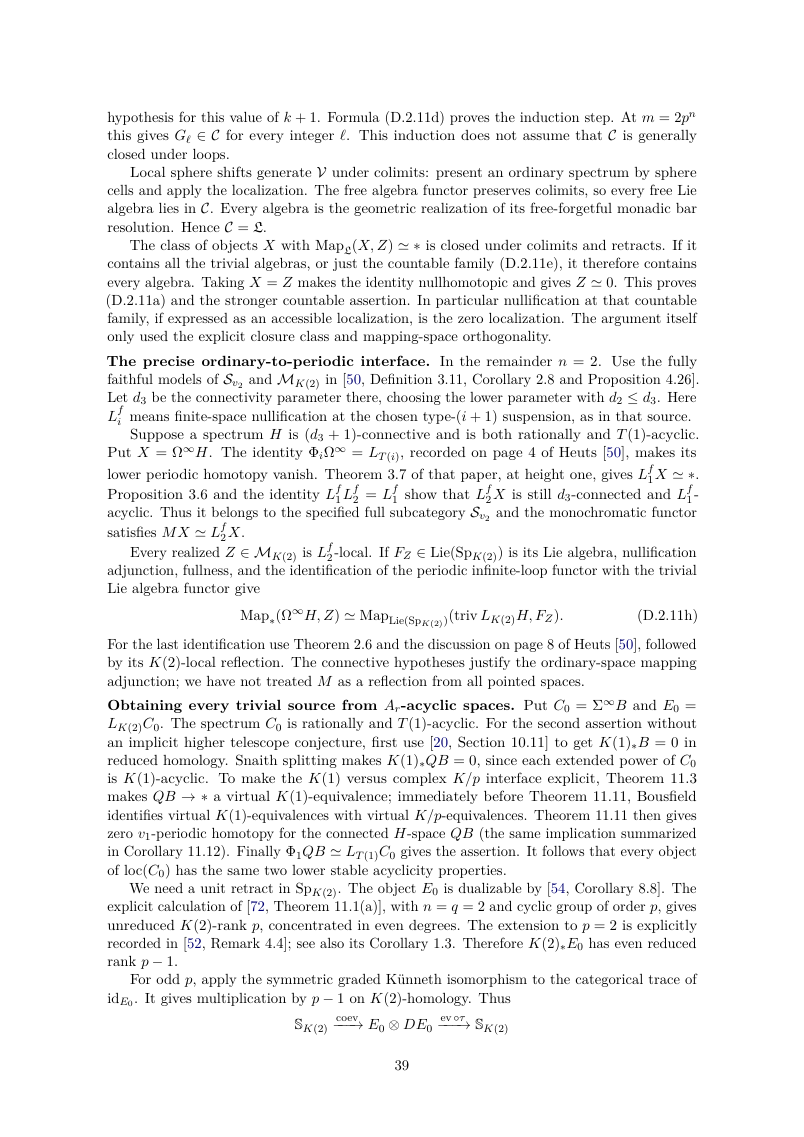 hypothesis for this value of k + 1. Formula (D.2.11d) proves the induction step. At m = 2pⁿ
this gives G_ℓ ∈ 𝒞 for every integer ℓ. This induction does not assume that 𝒞 is generally
closed under loops.
Local sphere shifts generate 𝒱 under colimits: present an ordinary spectrum by sphere
cells and apply the localization. The free algebra functor preserves colimits, so every free Lie
algebra lies in 𝒞. Every algebra is the geometric realization of its free-forgetful monadic bar
resolution. Hence 𝒞 = 𝔏.
The class of objects X with Map_𝔏(X, Z) ≃ ∗ is closed under colimits and retracts. If it
contains all the trivial algebras, or just the countable family (D.2.11e), it therefore contains
every algebra. Taking X = Z makes the identity nullhomotopic and gives Z ≃ 0. This proves
(D.2.11a) and the stronger countable assertion. In particular nullification at that countable
family, if expressed as an accessible localization, is the zero localization. The argument itself
only used the explicit closure class and mapping-space orthogonality.
The precise ordinary-to-periodic interface. In the remainder n = 2. Use the fully
faithful models of 𝒮_{v₂} and ℳ_{K(2)} in [50, Definition 3.11, Corollary 2.8 and Proposition 4.26].
Let d₃ be the connectivity parameter there, choosing the lower parameter with d₂ ≤ d₃. Here
L_i^f means finite-space nullification at the chosen type-(i + 1) suspension, as in that source.
Suppose a spectrum H is (d₃ + 1)-connective and is both rationally and T(1)-acyclic.
Put X = Ω^∞H. The identity Φ_iΩ^∞ = L_{T(i)}, recorded on page 4 of Heuts [50], makes its
lower periodic homotopy vanish. Theorem 3.7 of that paper, at height one, gives L_1^f X ≃ ∗.
Proposition 3.6 and the identity L_1^f L_2^f = L_1^f show that L_2^f X is still d₃-connected and L_1^f-
acyclic. Thus it belongs to the specified full subcategory 𝒮_{v₂} and the monochromatic functor
satisfies MX ≃ L_2^f X.
Every realized Z ∈ ℳ_{K(2)} is L_2^f-local. If F_Z ∈ Lie(Sp_{K(2)}) is its Lie algebra, nullification
adjunction, fullness, and the identification of the periodic infinite-loop functor with the trivial
Lie algebra functor give
Map_∗(Ω^∞H, Z) ≃ Map_{Lie(Sp_{K(2)})}(triv L_{K(2)}H, F_Z). (D.2.11h)
For the last identification use Theorem 2.6 and the discussion on page 8 of Heuts [50], followed
by its K(2)-local reflection. The connective hypotheses justify the ordinary-space mapping
adjunction; we have not treated M as a reflection from all pointed spaces.
Obtaining every trivial source from A_r-acyclic spaces. Put C₀ = Σ^∞B and E₀ =
L_{K(2)}C₀. The spectrum C₀ is rationally and T(1)-acyclic. For the second assertion without
an implicit higher telescope conjecture, first use [20, Section 10.11] to get K(1)_∗B = 0 in
reduced homology. Snaith splitting makes K(1)_∗QB = 0, since each extended power of C₀
is K(1)-acyclic. To make the K(1) versus complex K/p interface explicit, Theorem 11.3
makes QB → ∗ a virtual K(1)-equivalence; immediately before Theorem 11.11, Bousfield
identifies virtual K(1)-equivalences with virtual K/p-equivalences. Theorem 11.11 then gives
zero v₁-periodic homotopy for the connected H-space QB (the same implication summarized
in Corollary 11.12). Finally Φ₁QB ≃ L_{T(1)}C₀ gives the assertion. It follows that every object
of loc(C₀) has the same two lower stable acyclicity properties.
We need a unit retract in Sp_{K(2)}. The object E₀ is dualizable by [54, Corollary 8.8]. The
explicit calculation of [72, Theorem 11.1(a)], with n = q = 2 and cyclic group of order p, gives
unreduced K(2)-rank p, concentrated in even degrees. The extension to p = 2 is explicitly
recorded in [52, Remark 4.4]; see also its Corollary 1.3. Therefore K(2)_∗E₀ has even reduced
rank p − 1.
For odd p, apply the symmetric graded Künneth isomorphism to the categorical trace of
id_{E₀}. It gives multiplication by p − 1 on K(2)-homology. Thus
𝕊_{K(2)} —coev→ E₀ ⊗ DE₀ —ev∘τ→ 𝕊_{K(2)}
39